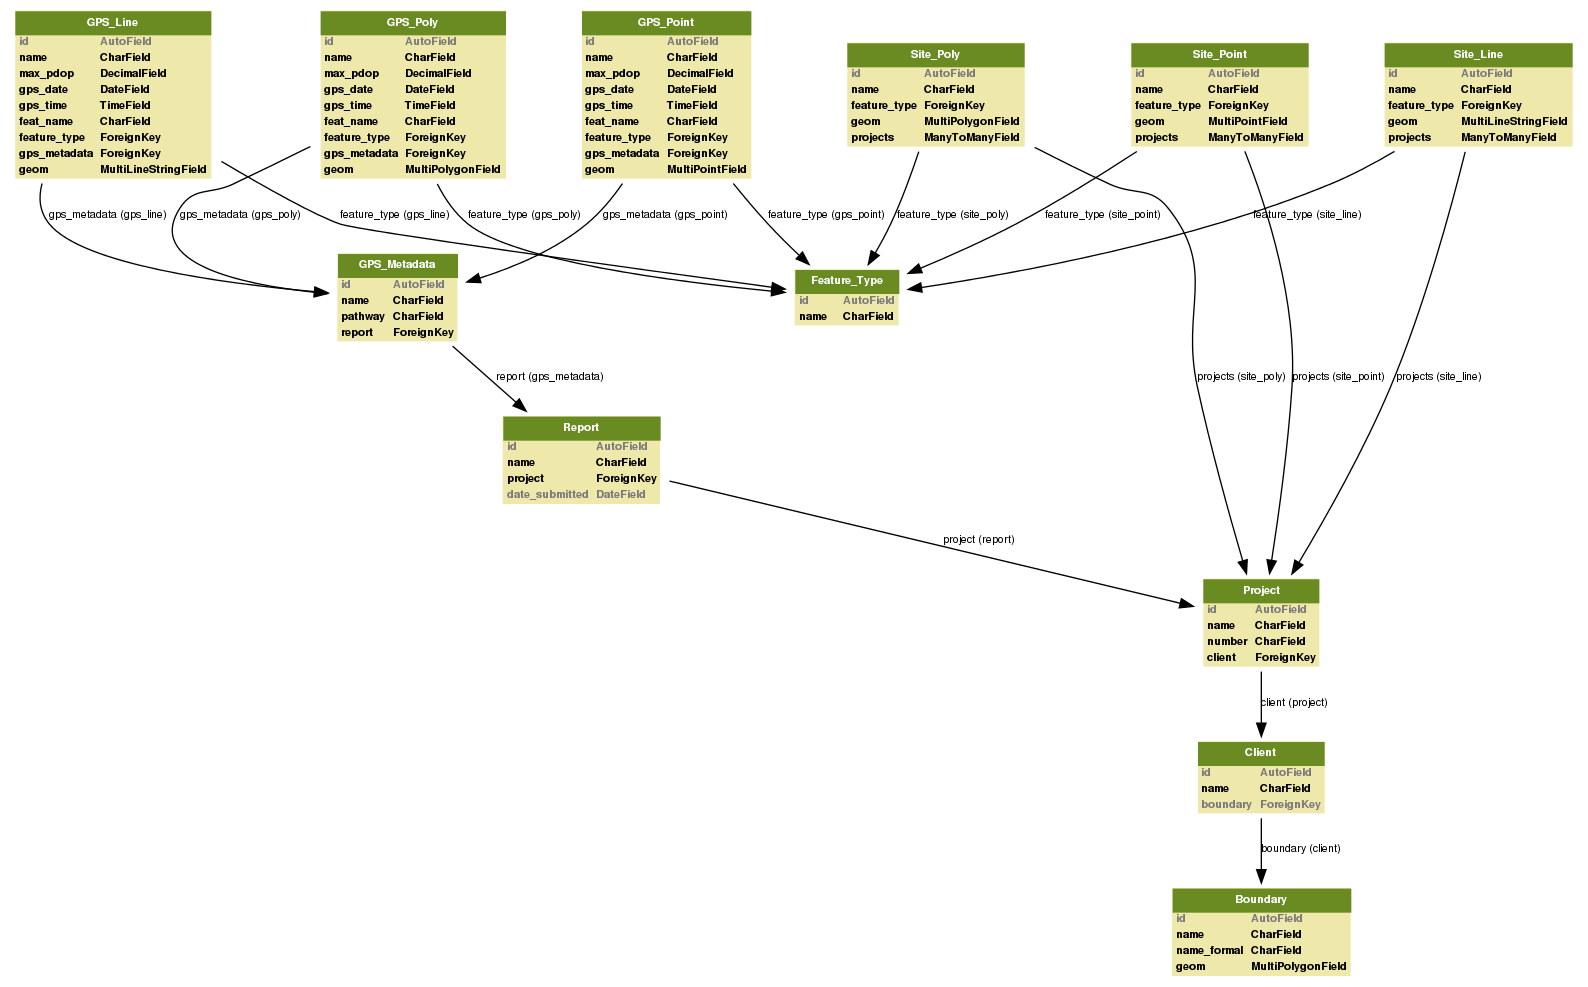 GPS_Line
id AutoField
name CharField
max_pdop DecimalField
gps_date DateField
gps_time TimeField
feat_name CharField
feature_type ForeignKey
gps_metadata ForeignKey
geom MultiLineStringField
GPS_Poly
id AutoField
name CharField
max_pdop DecimalField
gps_date DateField
gps_time TimeField
feat_name CharField
feature_type ForeignKey
gps_metadata ForeignKey
geom MultiPolygonField
GPS_Point
id AutoField
name CharField
max_pdop DecimalField
gps_date DateField
gps_time TimeField
feat_name CharField
feature_type ForeignKey
gps_metadata ForeignKey
geom MultiPointField
Site_Poly
id AutoField
name CharField
feature_type ForeignKey
geom MultiPolygonField
projects ManyToManyField
Site_Point
id AutoField
name CharField
feature_type ForeignKey
geom MultiPointField
projects ManyToManyField
Site_Line
id AutoField
name CharField
feature_type ForeignKey
geom MultiLineStringField
projects ManyToManyField
gps_metadata (gps_line)
gps_metadata (gps_poly)
feature_type (gps_line)
feature_type (gps_poly)
gps_metadata (gps_point)
feature_type (gps_point)
feature_type (site_poly)
feature_type (site_point)
feature_type (site_line)
GPS_Metadata
id AutoField
name CharField
pathway CharField
report ForeignKey
Feature_Type
id AutoField
name CharField
report (gps_metadata)
projects (site_poly)
projects (site_point)
projects (site_line)
Report
id AutoField
name CharField
project ForeignKey
date_submitted DateField
project (report)
Project
id AutoField
name CharField
number CharField
client ForeignKey
client (project)
Client
id AutoField
name CharField
boundary ForeignKey
boundary (client)
Boundary
id AutoField
name CharField
name_formal CharField
geom MultiPolygonField